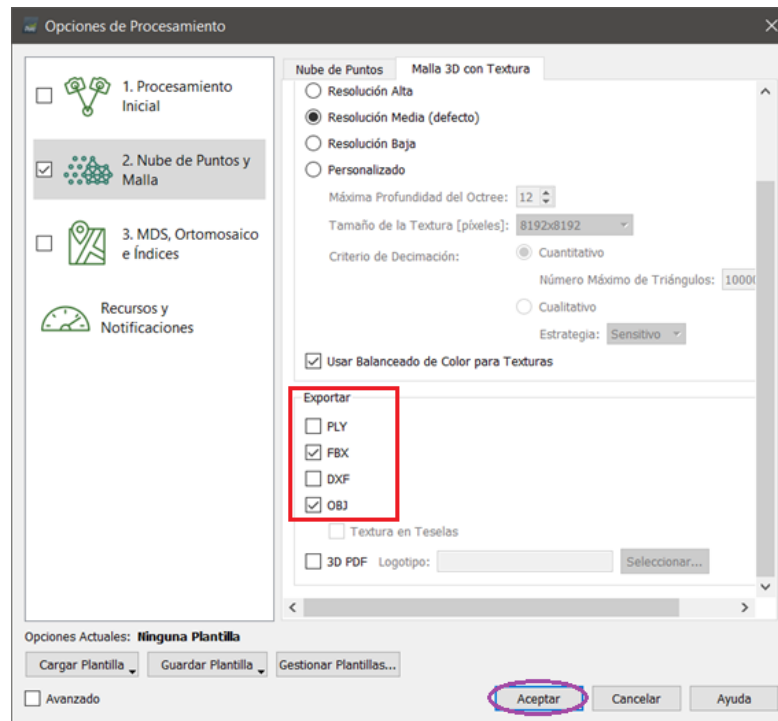 Opciones de Procesamiento
1. Procesamiento
Inicial
2. Nube de Puntos y
Malla
3. MDS, Ortomosaico
e Índices
Recursos y
Notificaciones
Nube de Puntos
Malla 3D con Textura
Resolución Alta
Resolución Media (defecto)
Resolución Baja
Personalizado
Máxima Profundidad del Octree: 12
Tamaño de la Textura [píxeles]: 8192x8192
Criterio de Decimación: Cuantitativo
Número Máximo de Triángulos: 10000
Cualitativo
Estrategia: Sensitivo
Usar Balanceado de Color para Texturas
Exportar
PLY
FBX
DXF
OBJ
Textura en Teselas
3D PDF Logotipo: Seleccionar...
Opciones Actuales: Ninguna Plantilla
Cargar Plantilla Guardar Plantilla Gestionar Plantillas...
Avanzado Aceptar Cancelar Ayuda